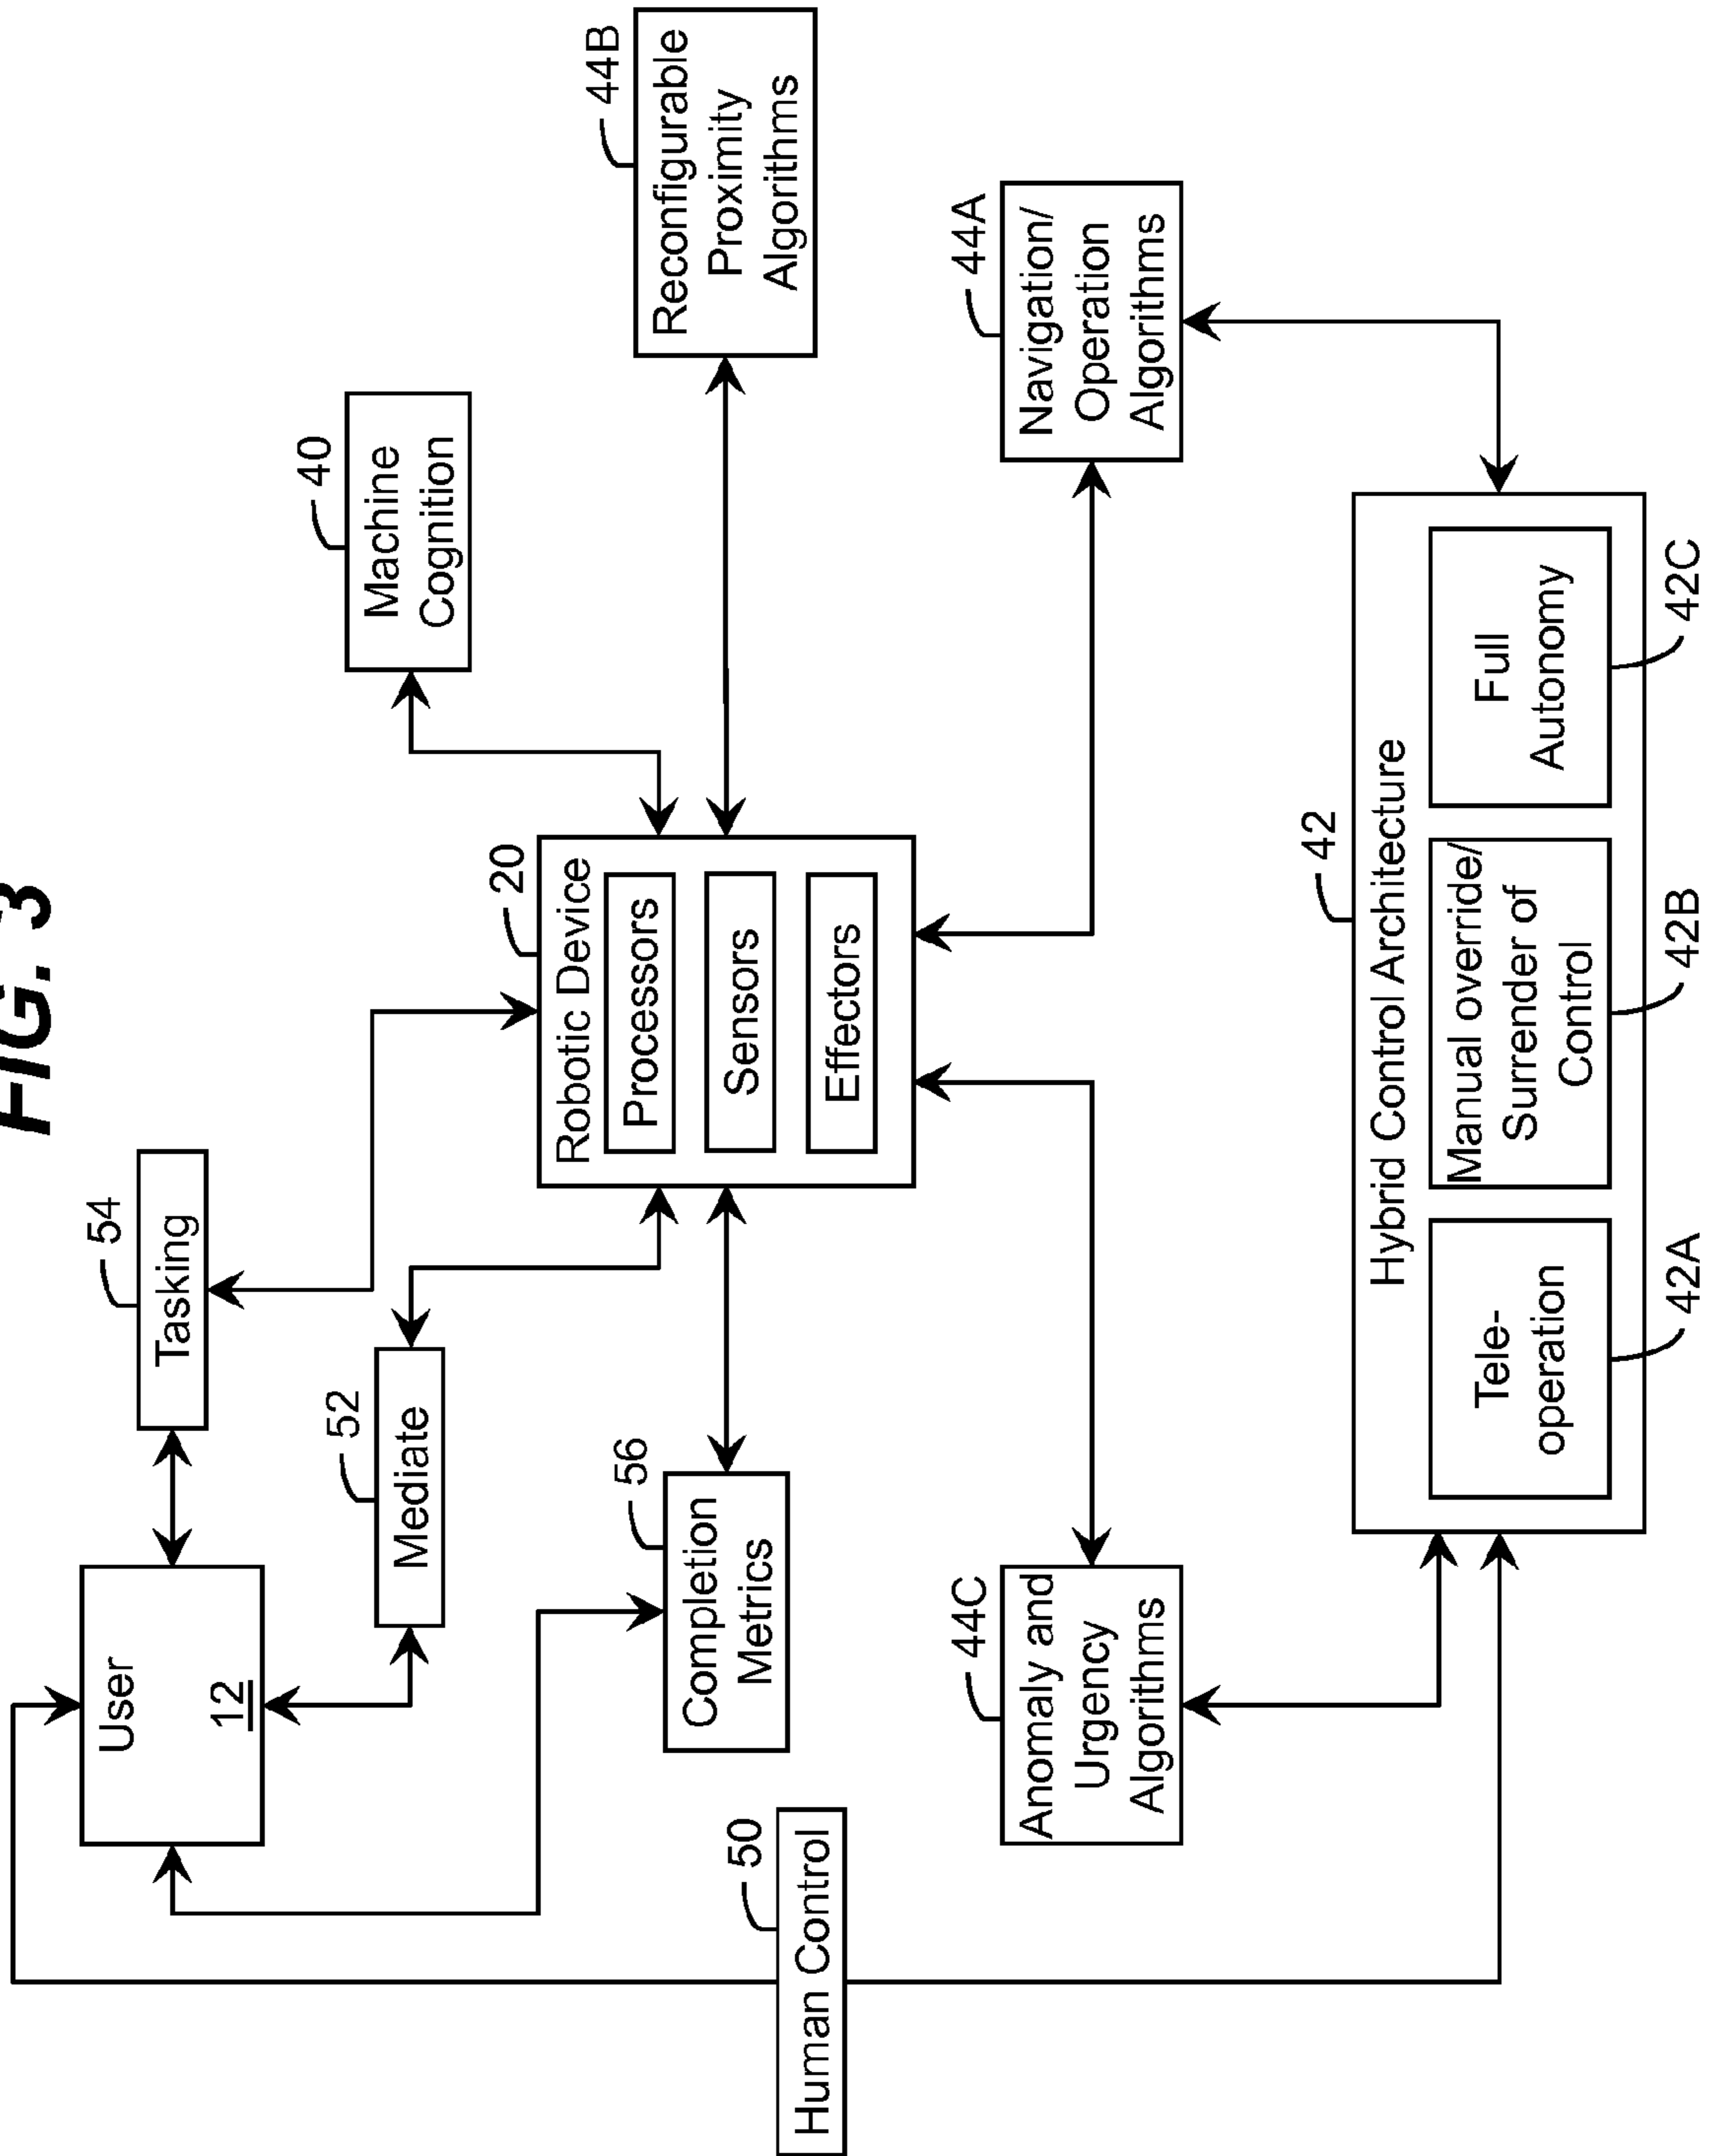 FIG. 3
User
12
54
Tasking
52
Mediate
56
Completion
Metrics
50
Human Control
20
Robotic Device
Processors
Sensors
Effectors
40
Machine
Cognition
44B
Reconfigurable
Proximity
Algorithms
44C
Anomaly and
Urgency
Algorithms
44A
Navigation/
Operation
Algorithms
42
Hybrid Control Architecture
Tele-
operation
42A
Manual override/
Surrender of
Control
42B
Full
Autonomy
42C